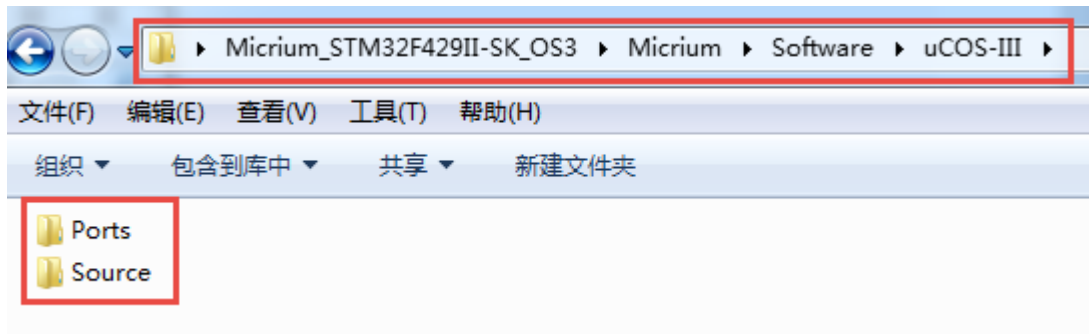 Micrium_STM32F429II-SK_OS3 ▸ Micrium ▸ Software ▸ uCOS-III ▸
文件(F) 编辑(E) 查看(V) 工具(T) 帮助(H)
组织 ▼ 包含到库中 ▼ 共享 ▼ 新建文件夹
Ports
Source